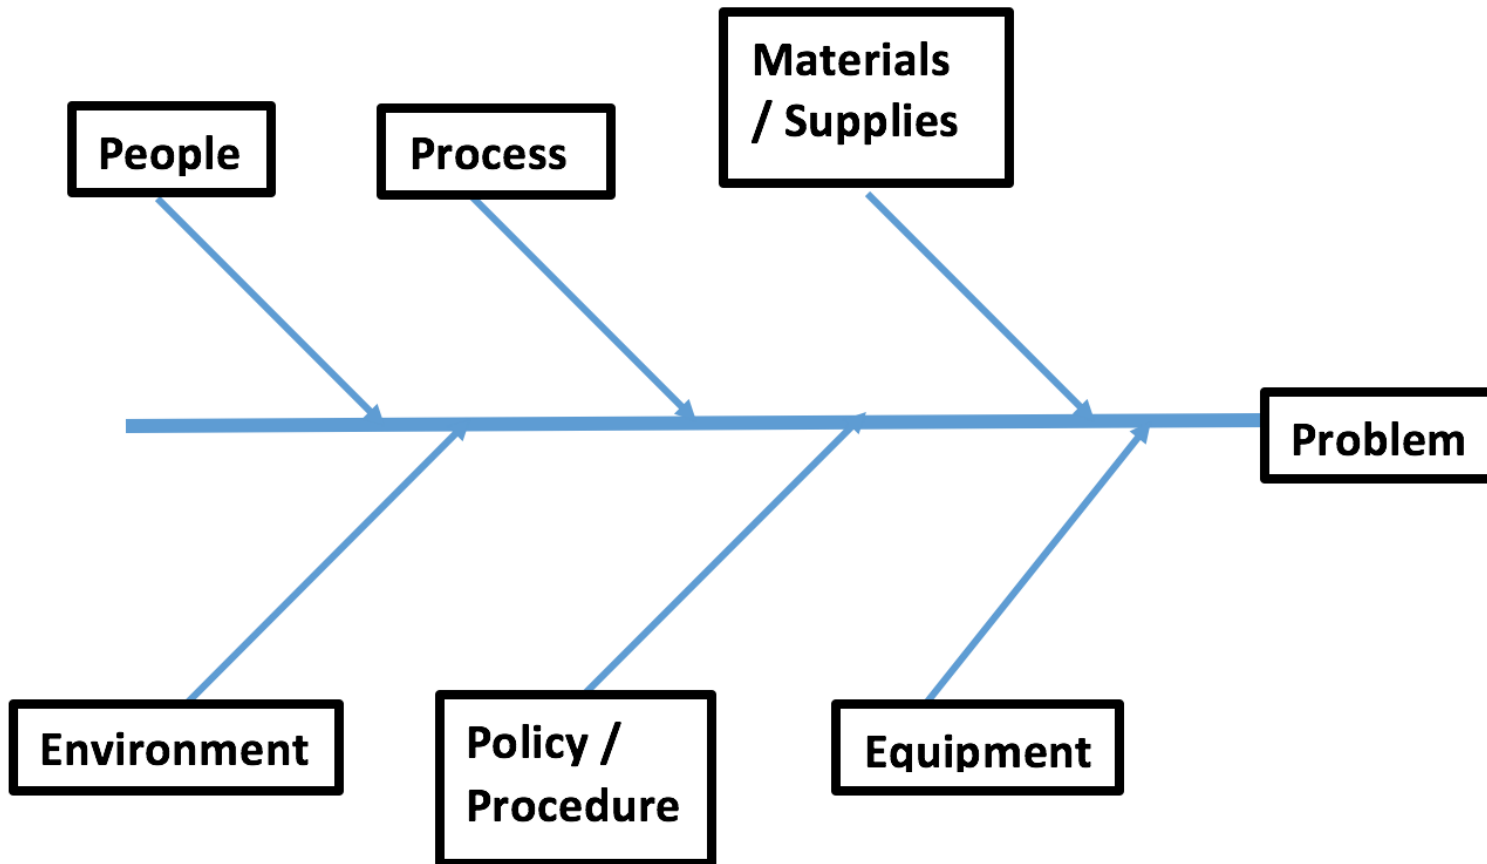 People
Process
Materials
/ Supplies
Problem
Environment
Policy /
Procedure
Equipment